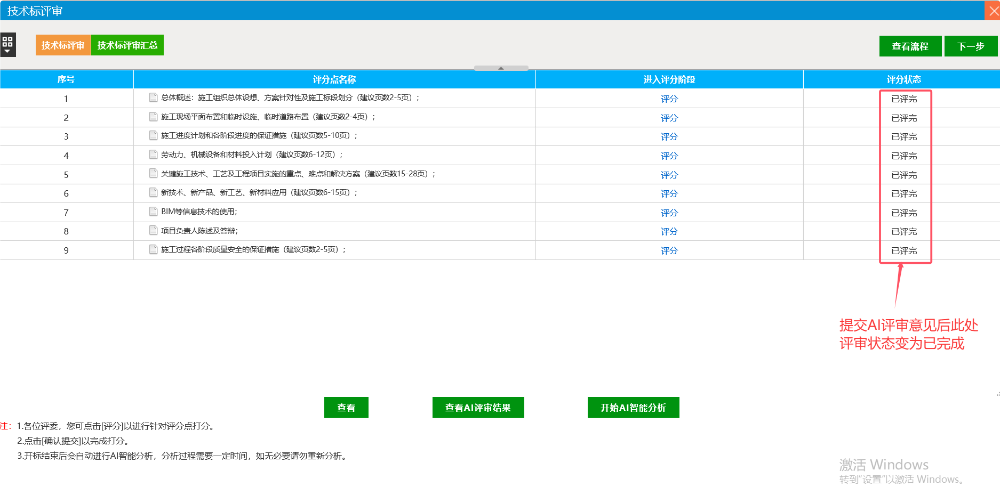 技术标评审
技术标评审 技术标评审汇总 查看流程 下一步
序号 评分点名称 进入评分阶段 评分状态
1 总体概述：施工组织总体设想、方案针对性及施工标段划分（建议页数2-5页）； 评分 已评完
2 施工现场平面布置和临时设施、临时道路布置（建议页数2-4页）； 评分 已评完
3 施工进度计划和各阶段进度的保证措施（建议页数5-10页）； 评分 已评完
4 劳动力、机械设备和材料投入计划（建议页数6-12页）； 评分 已评完
5 关键施工技术、工艺及工程项目实施的重点、难点和解决方案（建议页数15-28页）； 评分 已评完
6 新技术、新产品、新工艺、新材料应用（建议页数6-15页）； 评分 已评完
7 BIM等信息技术的使用； 评分 已评完
8 项目负责人陈述及答辩； 评分 已评完
9 施工过程各阶段质量安全的保证措施（建议页数2-5页）； 评分 已评完
提交AI评审意见后此处
评审状态变为已完成
查看 查看AI评审结果 开始AI智能分析
注：1.各位评委，您可点击[评分]以进行针对评分点打分。
2.点击[确认提交]以完成打分。
3.开标结束后会自动进行AI智能分析，分析过程需要一定时间，如无必要请勿重新分析。
激活 Windows
转到“设置”以激活 Windows。